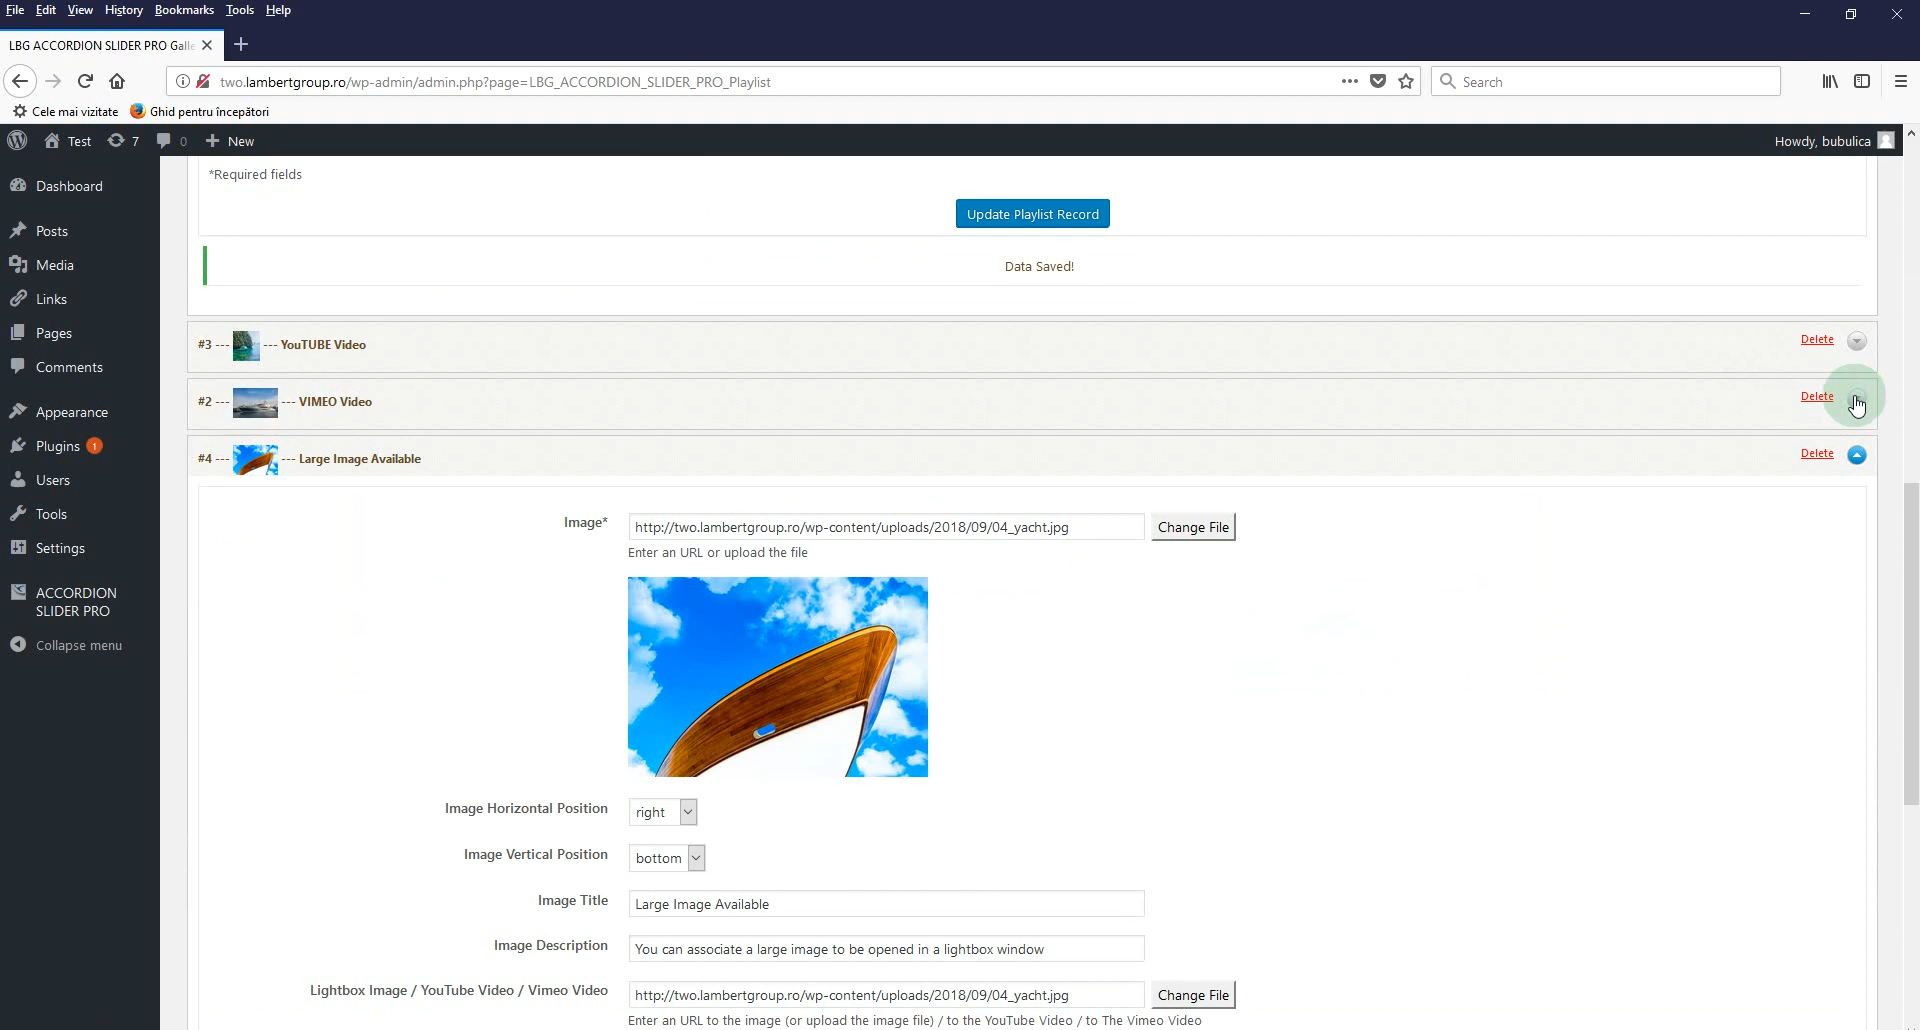 File Edit View History Bookmarks Tools Help
LBG ACCORDION SLIDER PRO Galle
two.lambertgroup.ro/wp-admin/admin.php?page=LBG_ACCORDION_SLIDER_PRO_Playlist
Search
Cele mai vizitate Ghid pentru începători
Test 7 0 New Howdy, bubulica
Dashboard
Posts
Media
Links
Pages
Comments
Appearance
Plugins 1
Users
Tools
Settings
ACCORDION
SLIDER PRO
Collapse menu
*Required fields
Update Playlist Record
Data Saved!
#3 --- --- YouTUBE Video Delete
#2 --- --- VIMEO Video Delete
#4 --- --- Large Image Available Delete
Image* http://two.lambertgroup.ro/wp-content/uploads/2018/09/04_yacht.jpg Change File
Enter an URL or upload the file
Image Horizontal Position right
Image Vertical Position bottom
Image Title Large Image Available
Image Description You can associate a large image to be opened in a lightbox window
Lightbox Image / YouTube Video / Vimeo Video http://two.lambertgroup.ro/wp-content/uploads/2018/09/04_yacht.jpg Change File
Enter an URL to the image (or upload the image file) / to the YouTube Video / to The Vimeo Video